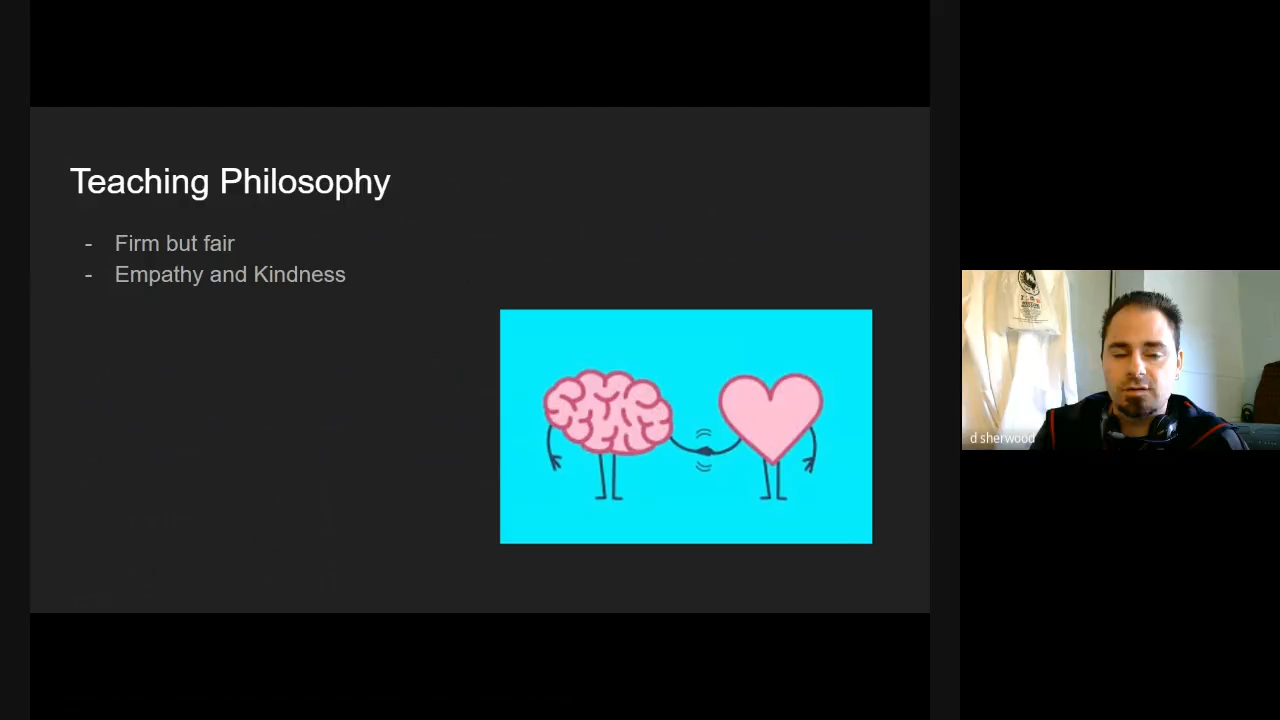 Teaching Philosophy
- Firm but fair
- Empathy and Kindness
d sherwood